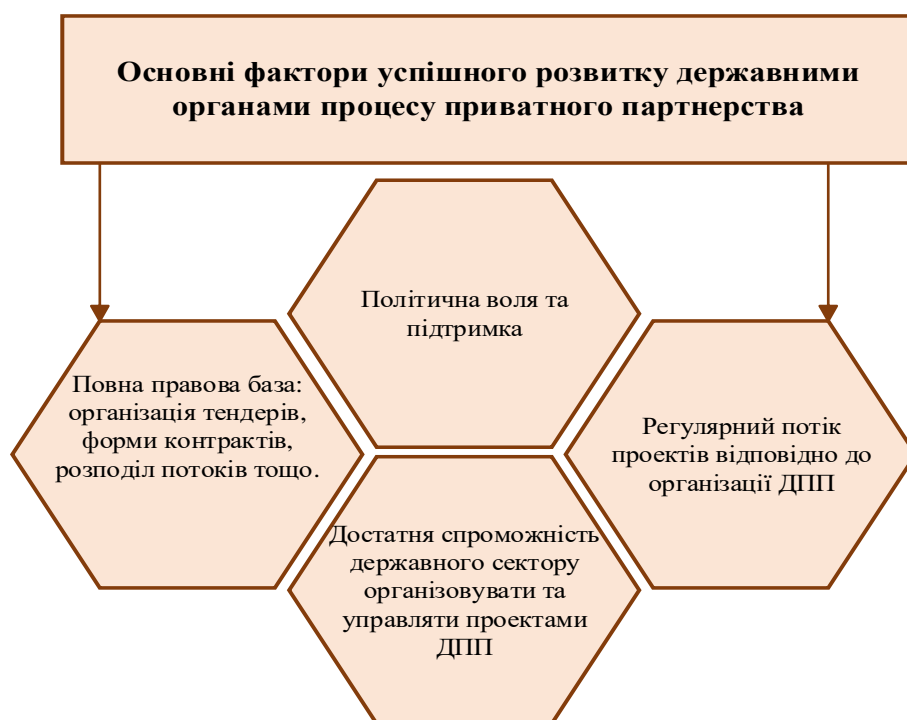 Основні фактори успішного розвитку державними
органами процесу приватного партнерства
Політична воля та
підтримка
Повна правова база:
організація тендерів,
форми контрактів,
розподіл потоків тощо.
Регулярний потік
проектів відповідно до
організації ДПП
Достатня спроможність
державного сектору
організовувати та
управляти проектами
ДПП